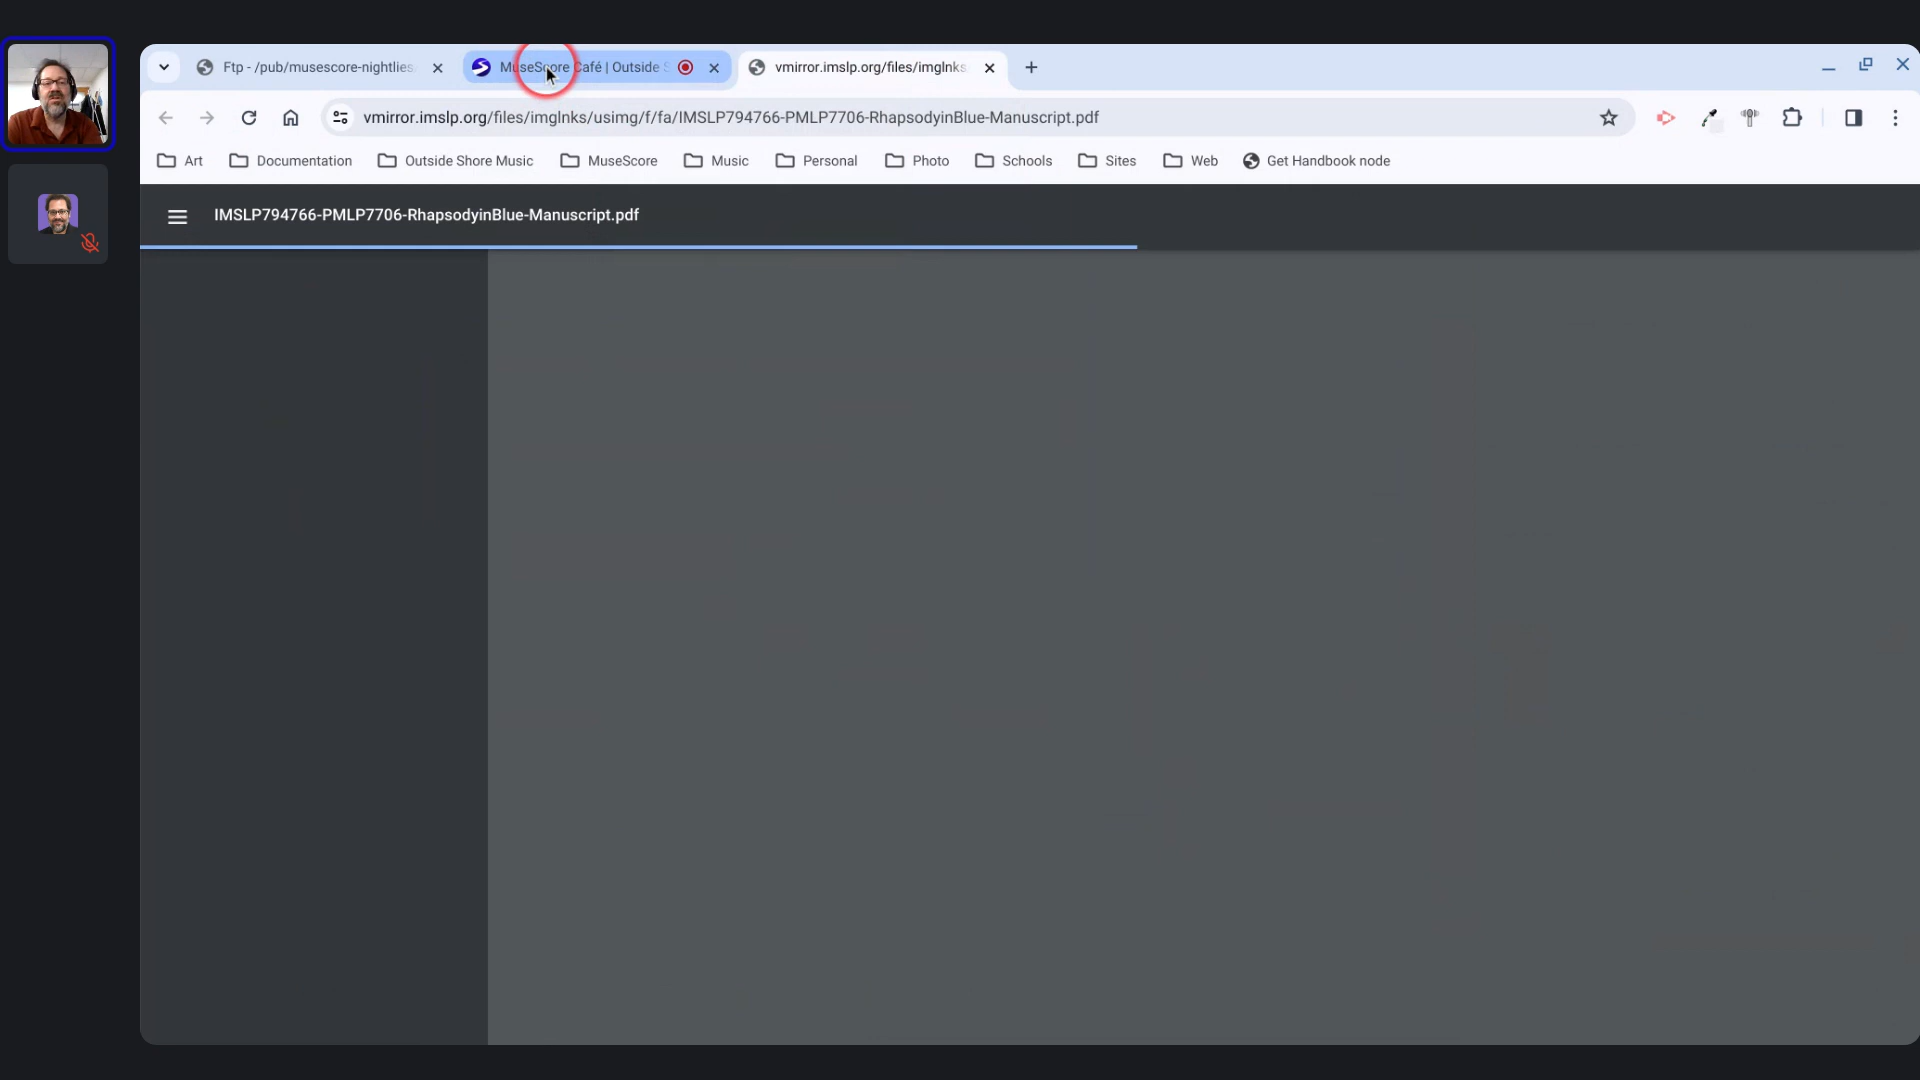 Ftp - /pub/musescore-nightlies
MuseScore Café | Outside S
vmirror.imslp.org/files/imglnks
vmirror.imslp.org/files/imglnks/usimg/f/fa/IMSLP794766-PMLP7706-RhapsodyinBlue-Manuscript.pdf
Art
Documentation
Outside Shore Music
MuseScore
Music
Personal
Photo
Schools
Sites
Web
Get Handbook node
IMSLP794766-PMLP7706-RhapsodyinBlue-Manuscript.pdf